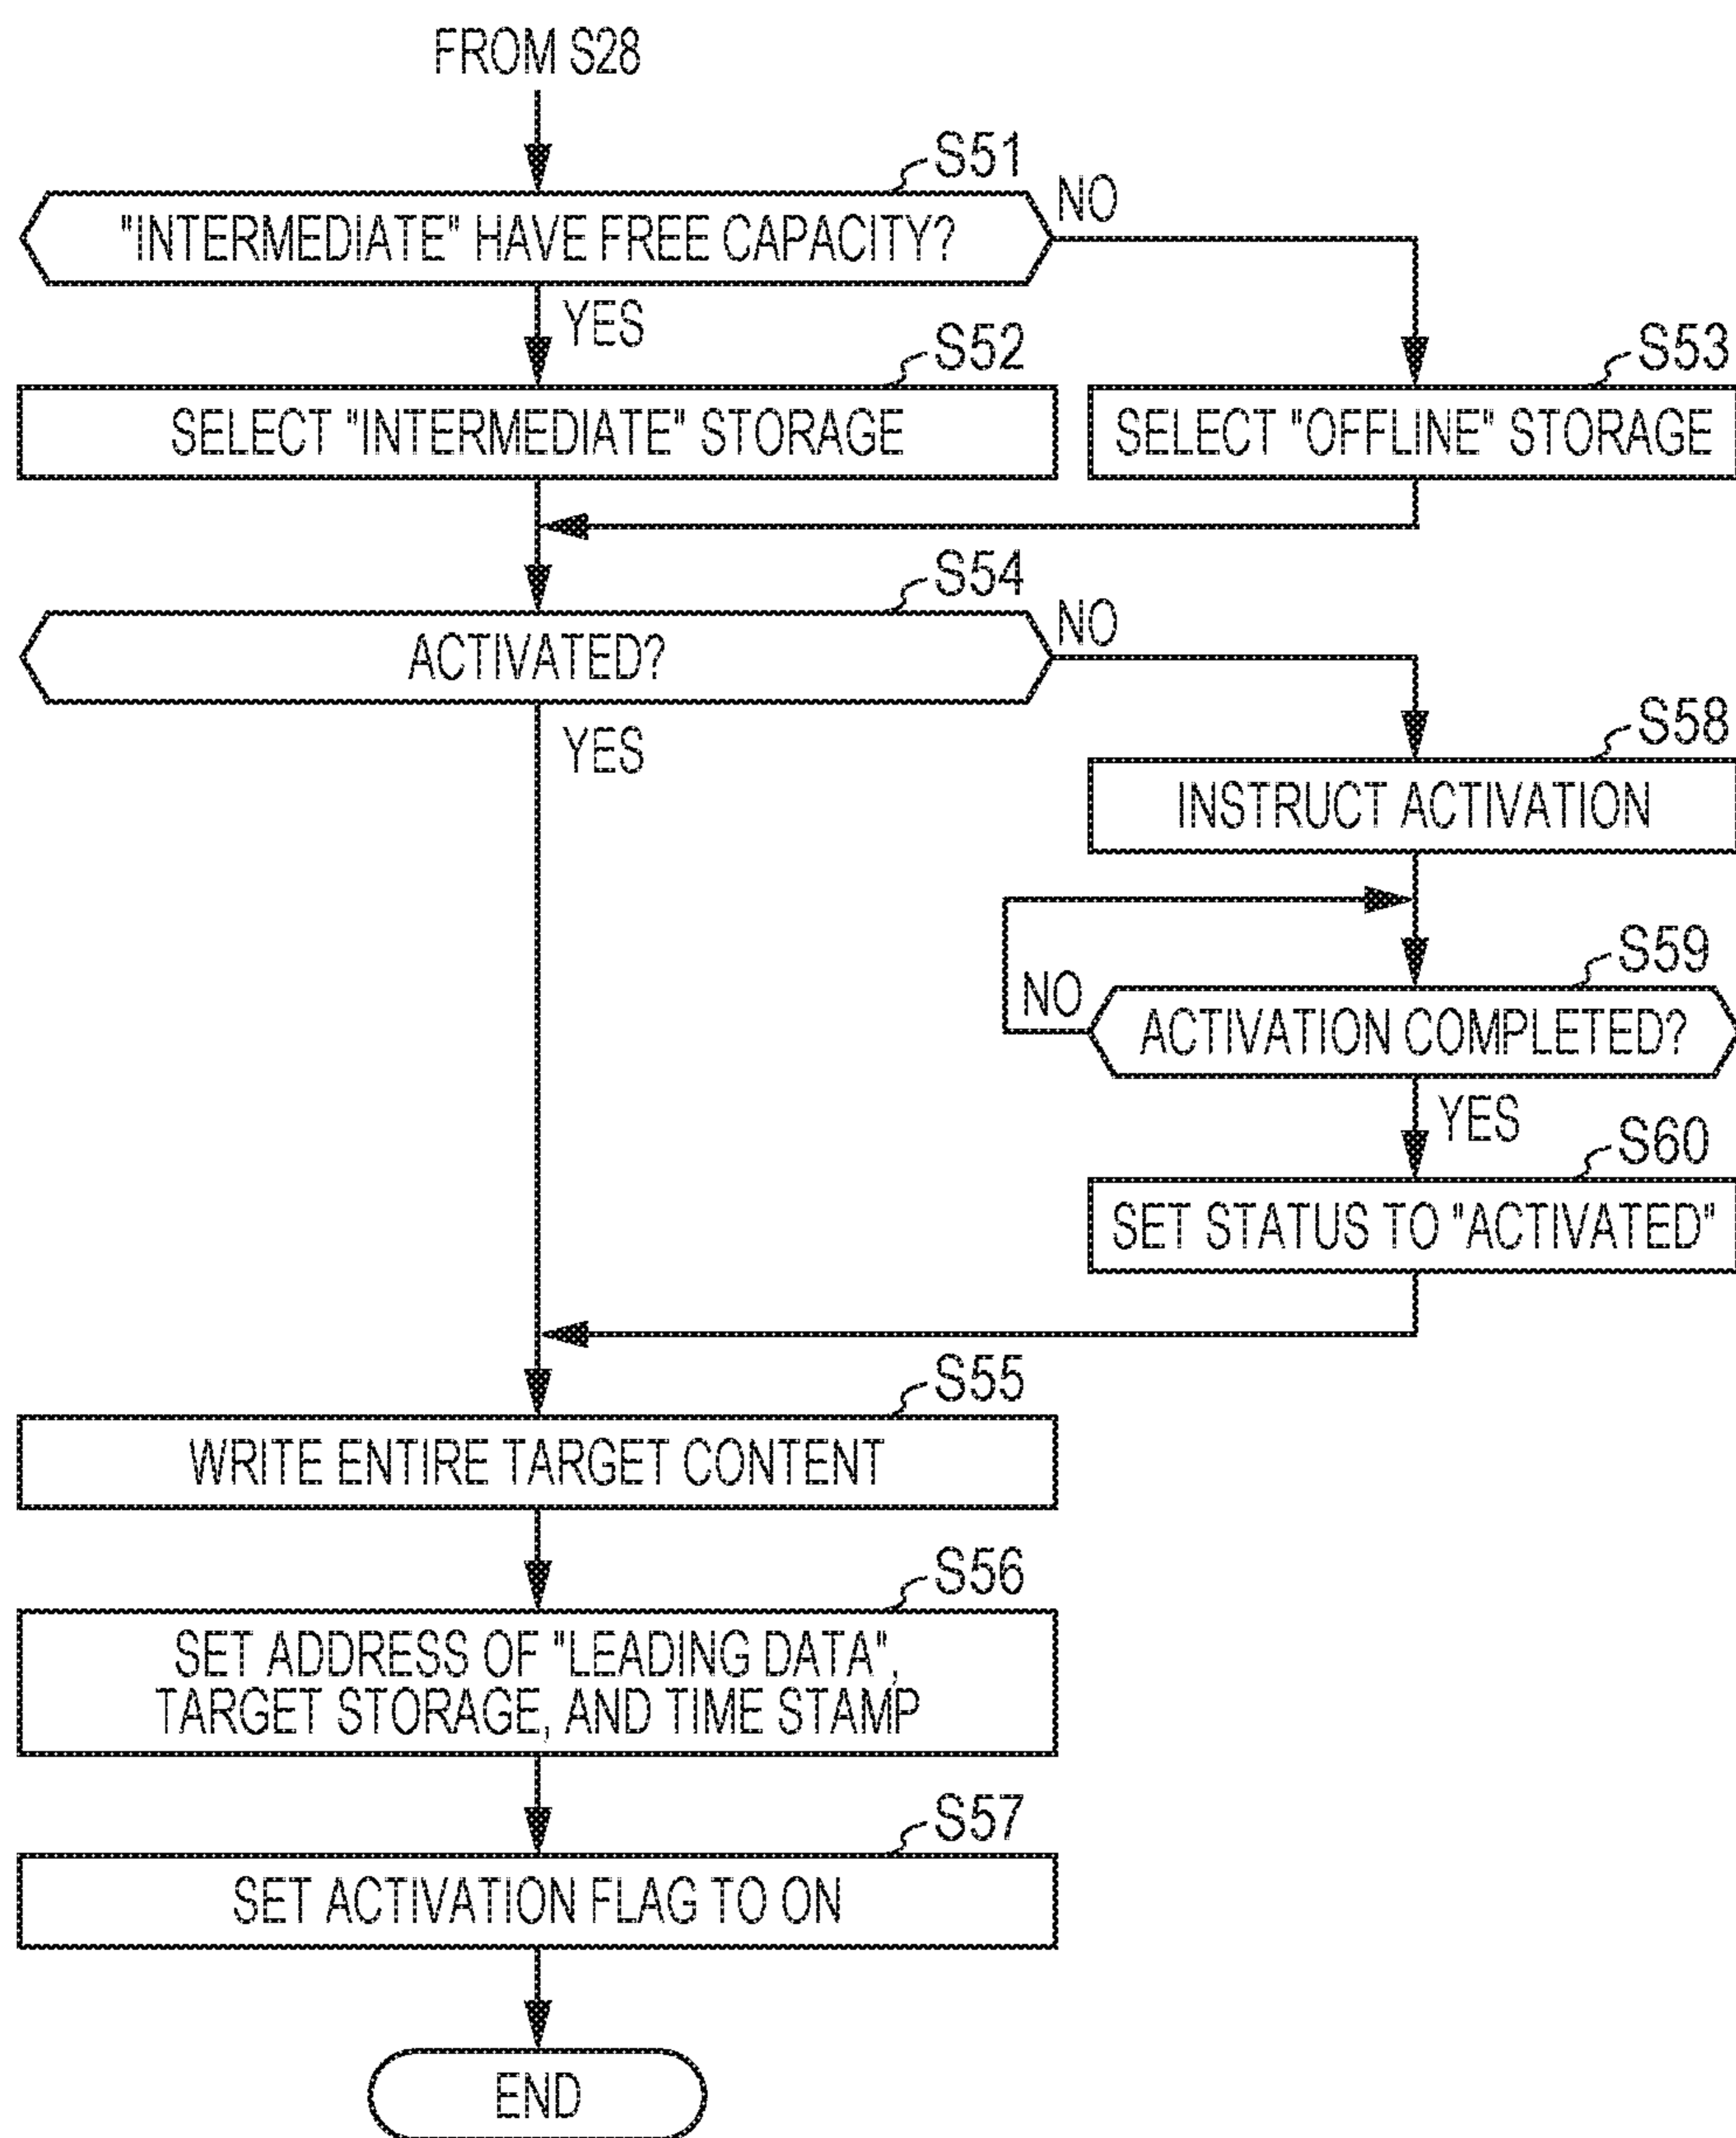 FROM S28
S51
"INTERMEDIATE" HAVE FREE CAPACITY?
NO
YES
S52
SELECT "INTERMEDIATE" STORAGE
S53
SELECT "OFFLINE" STORAGE
S54
ACTIVATED?
NO
YES
S58
INSTRUCT ACTIVATION
S59
NO
ACTIVATION COMPLETED?
YES
S60
SET STATUS TO "ACTIVATED"
S55
WRITE ENTIRE TARGET CONTENT
S56
SET ADDRESS OF "LEADING DATA",
TARGET STORAGE, AND TIME STAMP
S57
SET ACTIVATION FLAG TO ON
END